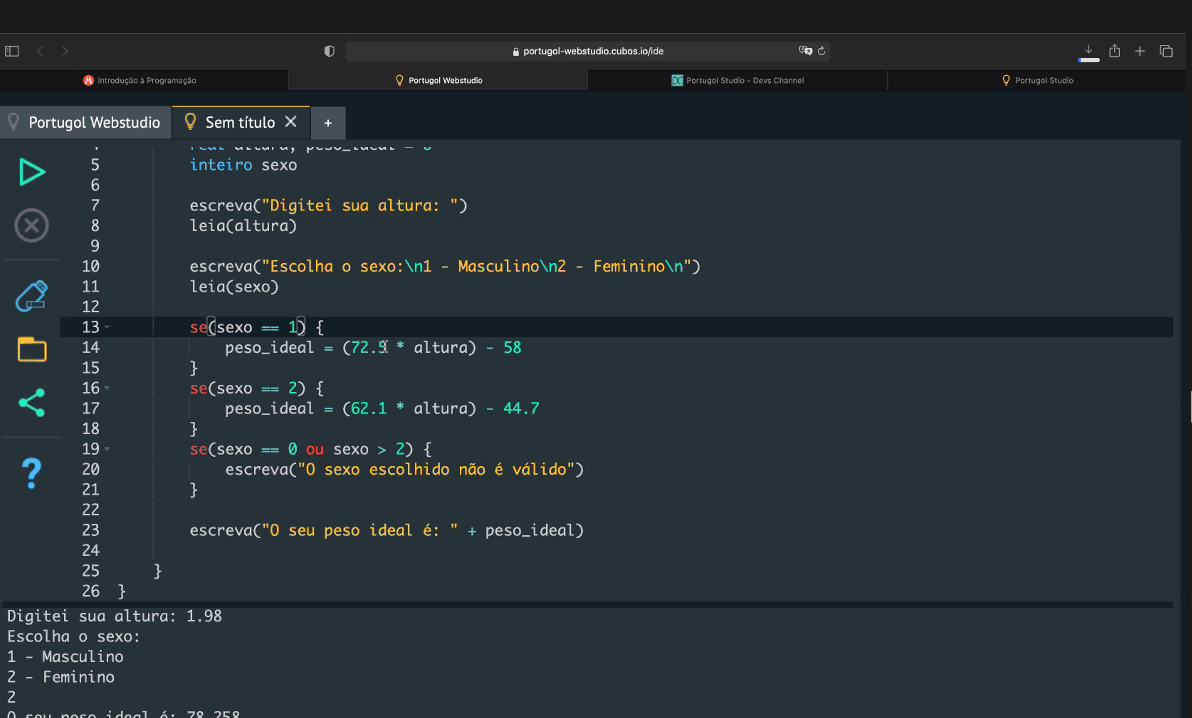 portugol-webstudio.cubos.io/ide
Introdução à Programação
Portugol Webstudio
Portugol Studio - Devs Channel
Portugol Studio
Portugol Webstudio
Sem título
+
real altura, peso_ideal = 0
5 inteiro sexo
6
7 escreva("Digitei sua altura: ")
8 leia(altura)
9
10 escreva("Escolha o sexo:\n1 - Masculino\n2 - Feminino\n")
11 leia(sexo)
12
13 se(sexo == 1) {
14 peso_ideal = (72.5 * altura) - 58
15 }
16 se(sexo == 2) {
17 peso_ideal = (62.1 * altura) - 44.7
18 }
19 se(sexo == 0 ou sexo > 2) {
20 escreva("O sexo escolhido não é válido")
21 }
22
23 escreva("O seu peso ideal é: " + peso_ideal)
24
25 }
26 }
Digitei sua altura: 1.98
Escolha o sexo:
1 - Masculino
2 - Feminino
2
O seu peso ideal é: 78.258